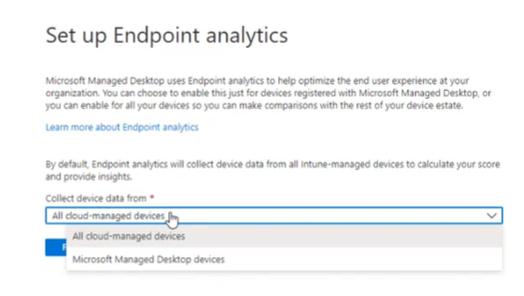 Set up Endpoint analytics
Microsoft Managed Desktop uses Endpoint analytics to help optimize the end user experience at your
organization. You can choose to enable this just for devices registered with Microsoft Managed Desktop, or
you can enable for all your devices so you can make comparisons with the rest of your device estate.
Learn more about Endpoint analytics
By default, Endpoint analytics will collect device data from all Intune-managed devices to calculate your score
and provide insights.
Collect device data from *
All cloud-managed devices
All cloud-managed devices
Microsoft Managed Desktop devices